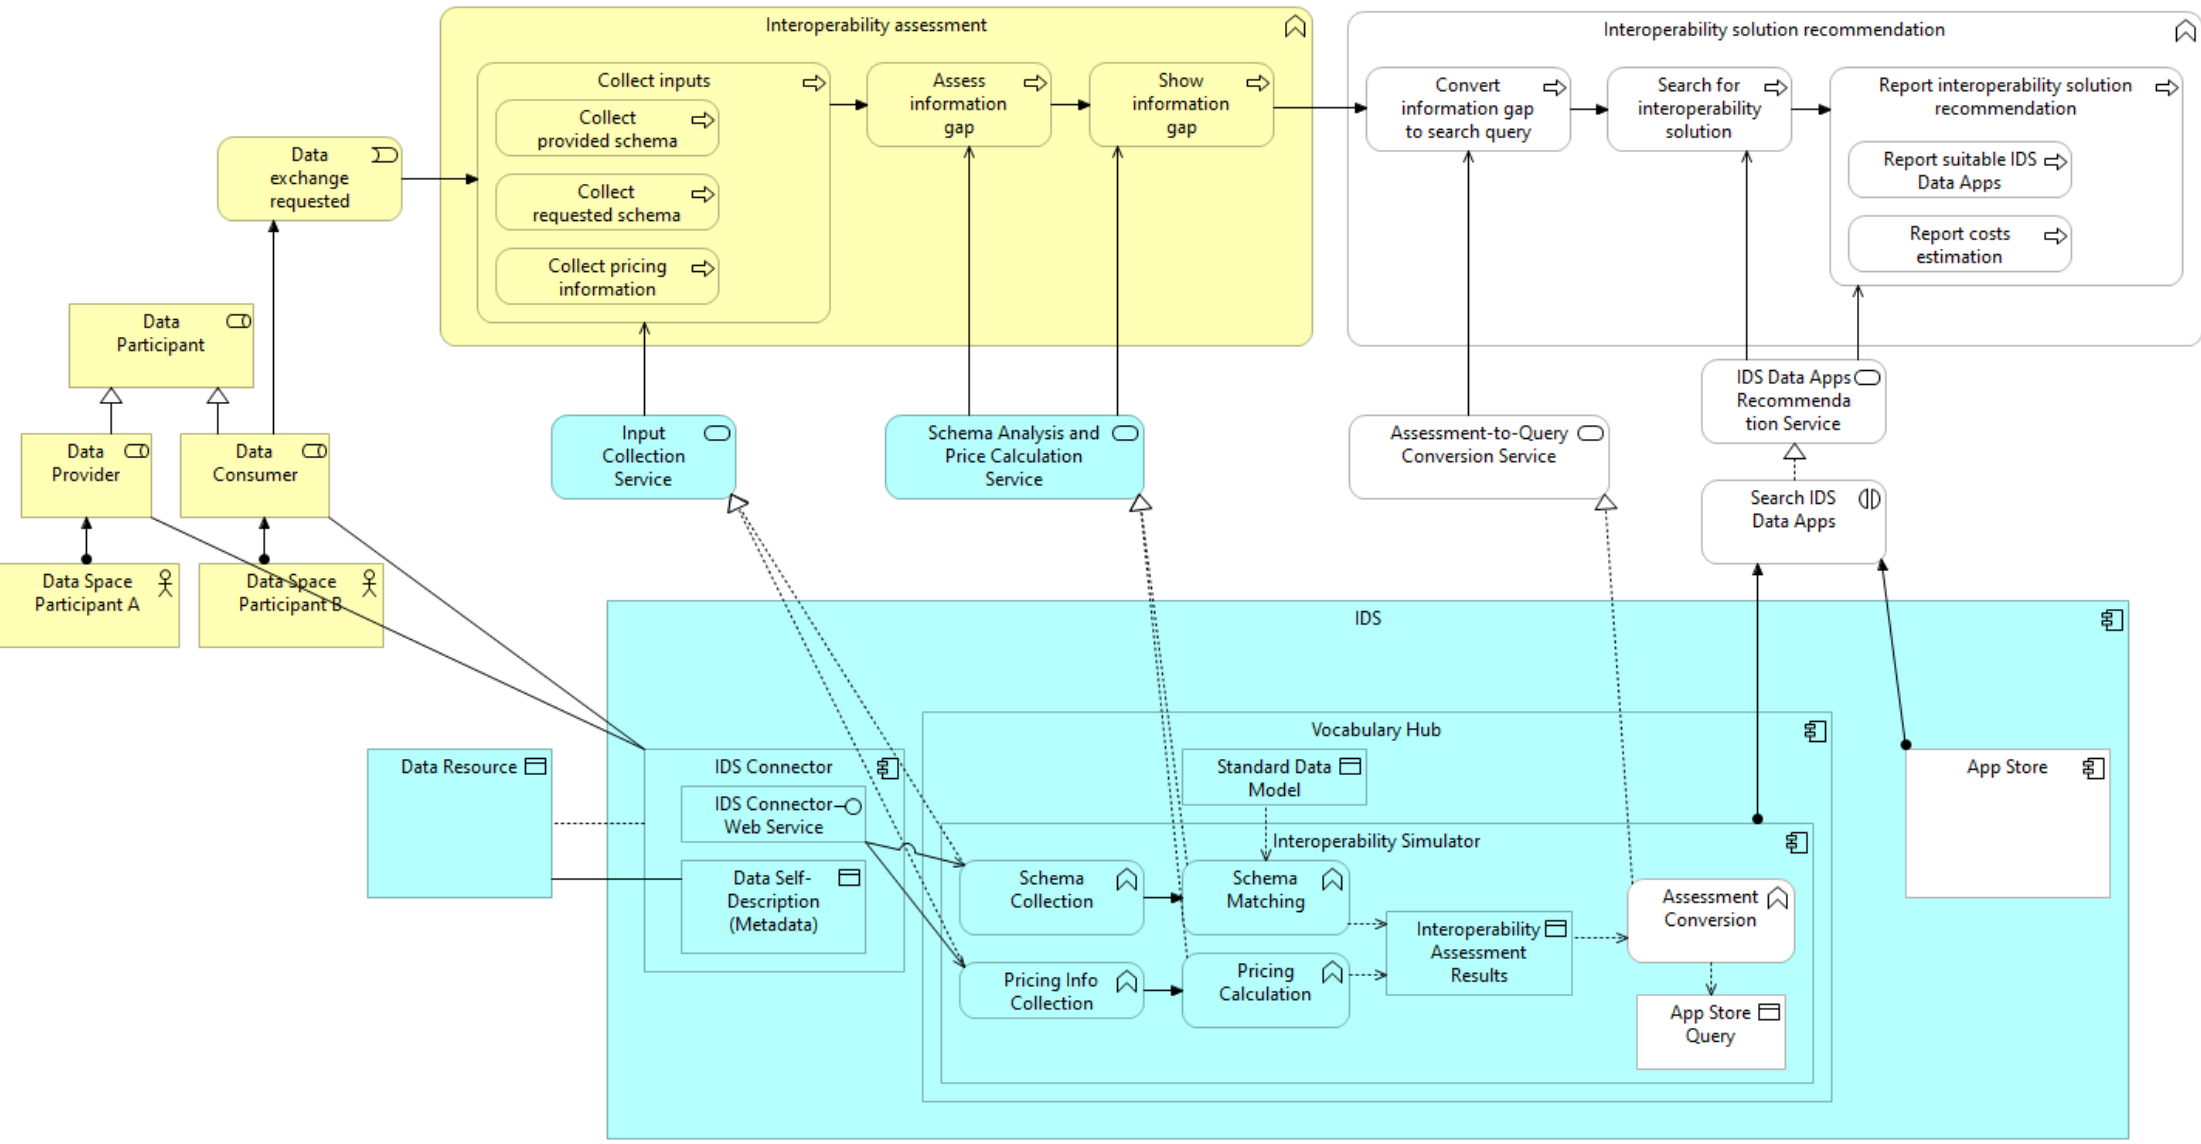 Interoperability assessment
Collect inputs
Collect
provided schema
Collect
requested schema
Collect pricing
information
Assess
information
gap
Show
information
gap
Interoperability solution recommendation
Convert
information gap
to search query
Search for
interoperability
solution
Report interoperability solution
recommendation
Report suitable IDS
Data Apps
Report costs
estimation
Data
exchange
requested
Data
Participant
Data
Provider
Data
Consumer
Data Space
Participant A
Data Space
Participant B
Input
Collection
Service
Schema Analysis and
Price Calculation
Service
Assessment-to-Query
Conversion Service
IDS Data Apps
Recommenda
tion Service
Search IDS
Data Apps
IDS
Data Resource
IDS Connector
IDS Connector
Web Service
Data Self-
Description
(Metadata)
Vocabulary Hub
Standard Data
Model
Interoperability Simulator
Schema
Collection
Schema
Matching
Pricing Info
Collection
Pricing
Calculation
Interoperability
Assessment
Results
Assessment
Conversion
App Store
Query
App Store